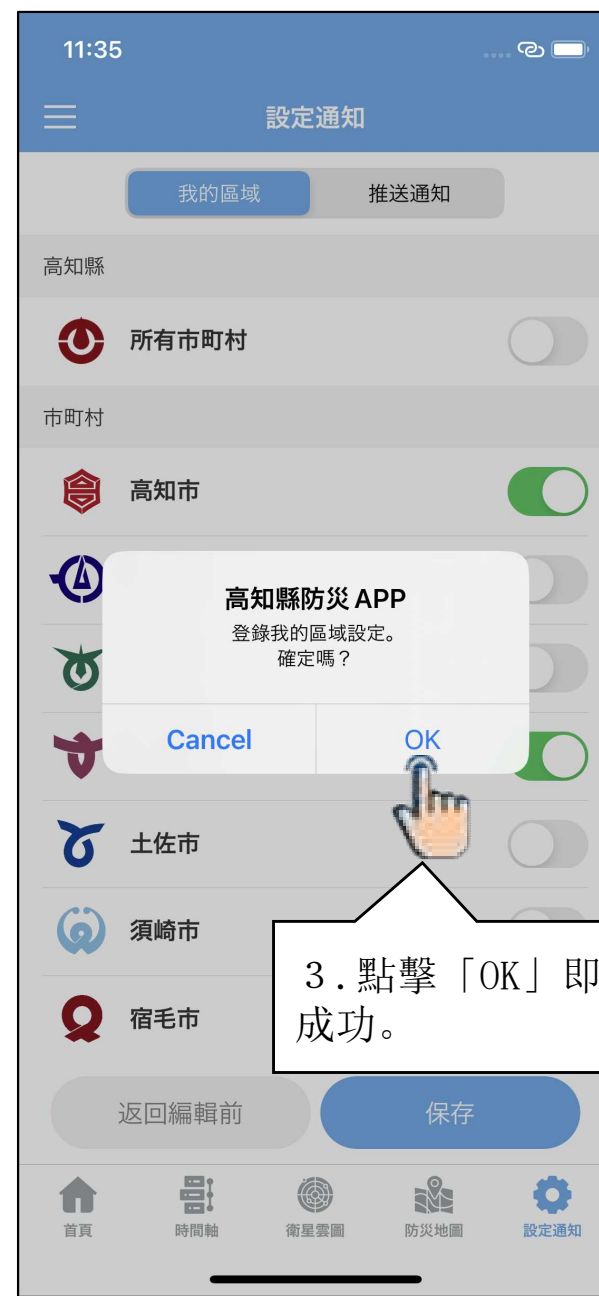 11:35
設定通知
我的區域
推送通知
高知縣
所有市町村
市町村
高知市
高知縣防災 APP
登錄我的區域設定。
確定嗎？
Cancel
OK
土佐市
須崎市
宿毛市
３.點擊「OK」即
成功。
返回編輯前
保存
首頁
時間軸
衛星雲圖
防災地圖
設定通知